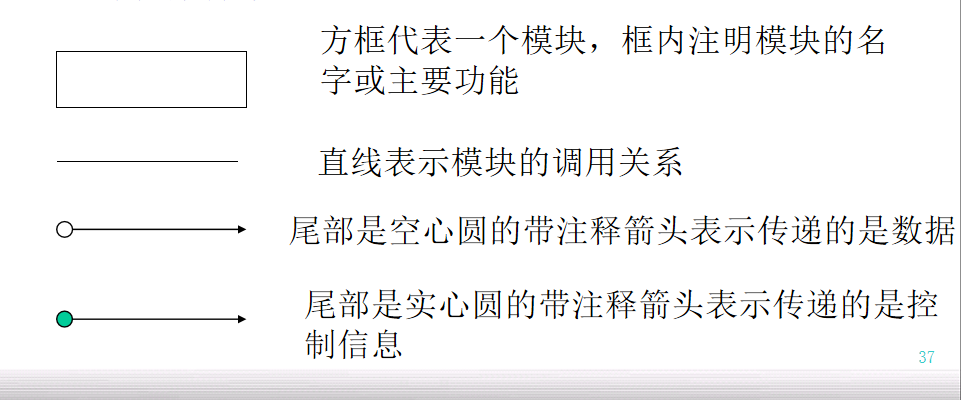 方框代表一个模块，框内注明模块的名
字或主要功能
直线表示模块的调用关系
尾部是空心圆的带注释箭头表示传递的是数据
尾部是实心圆的带注释箭头表示传递的是控
制信息
37